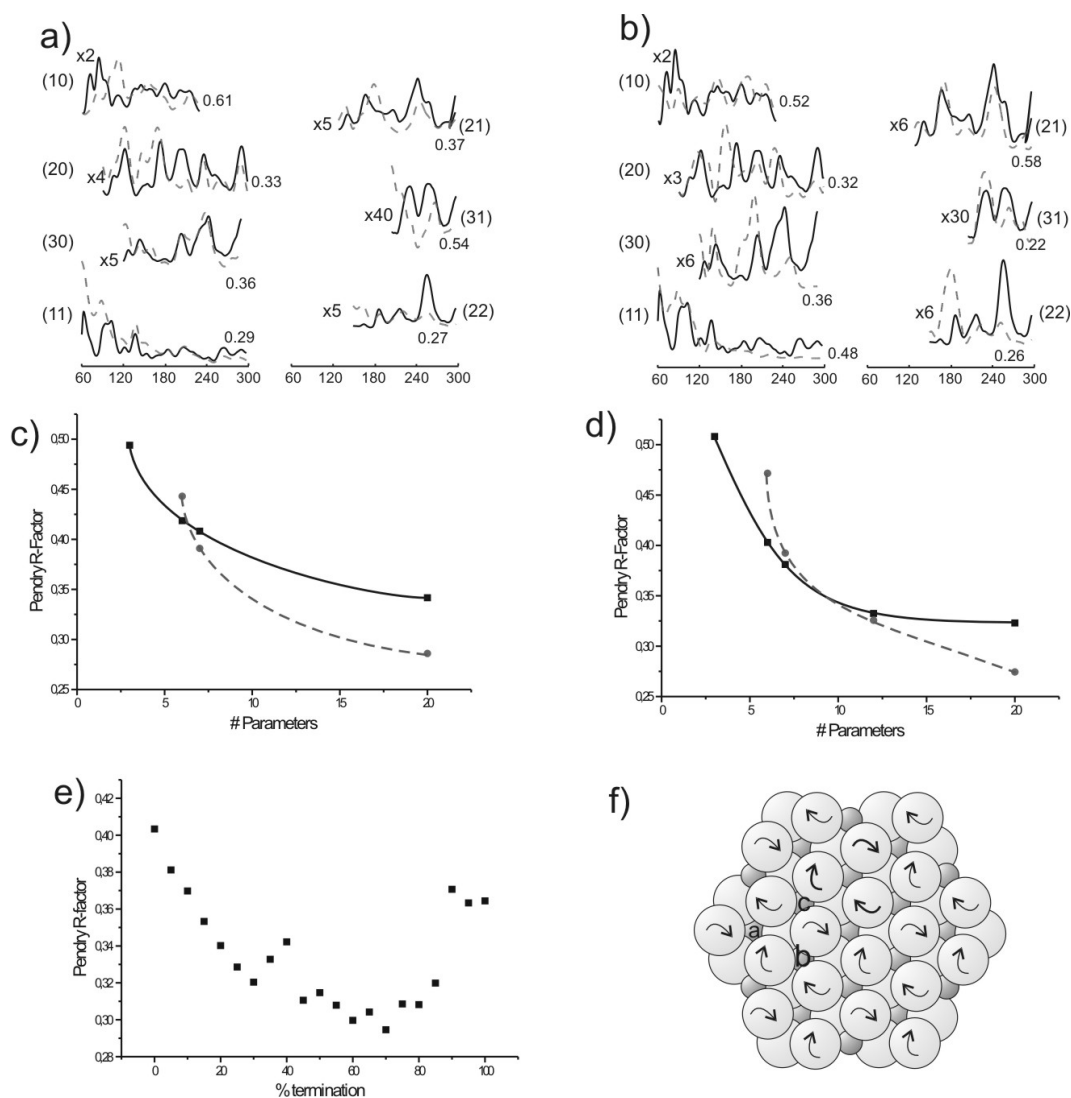 a)
(10)
x2
0.61
(20)
x4
0.33
(30)
x5
0.36
(11)
0.29
x5
(21)
0.37
x40
(31)
0.54
x5
(22)
0.27
60 120 180 240 300
60 120 180 240 300
b)
(10)
x2
0.52
(20)
x3
0.32
(30)
x6
0.36
(11)
0.48
x6
(21)
0.58
x30
(31)
0.22
x6
(22)
0.26
60 120 180 240 300
60 120 180 240 300
c)
Pendry R-Factor
0,50
0,45
0,40
0,35
0,30
0,25
0 5 10 15 20
# Parameters
d)
Pendry R-Factor
0,50
0,45
0,40
0,35
0,30
0,25
0 5 10 15 20
# Parameters
e)
Pendry R-factor
0,42
0,40
0,38
0,36
0,34
0,32
0,30
0,28
0 20 40 60 80 100
% termination
f)
c
a
b